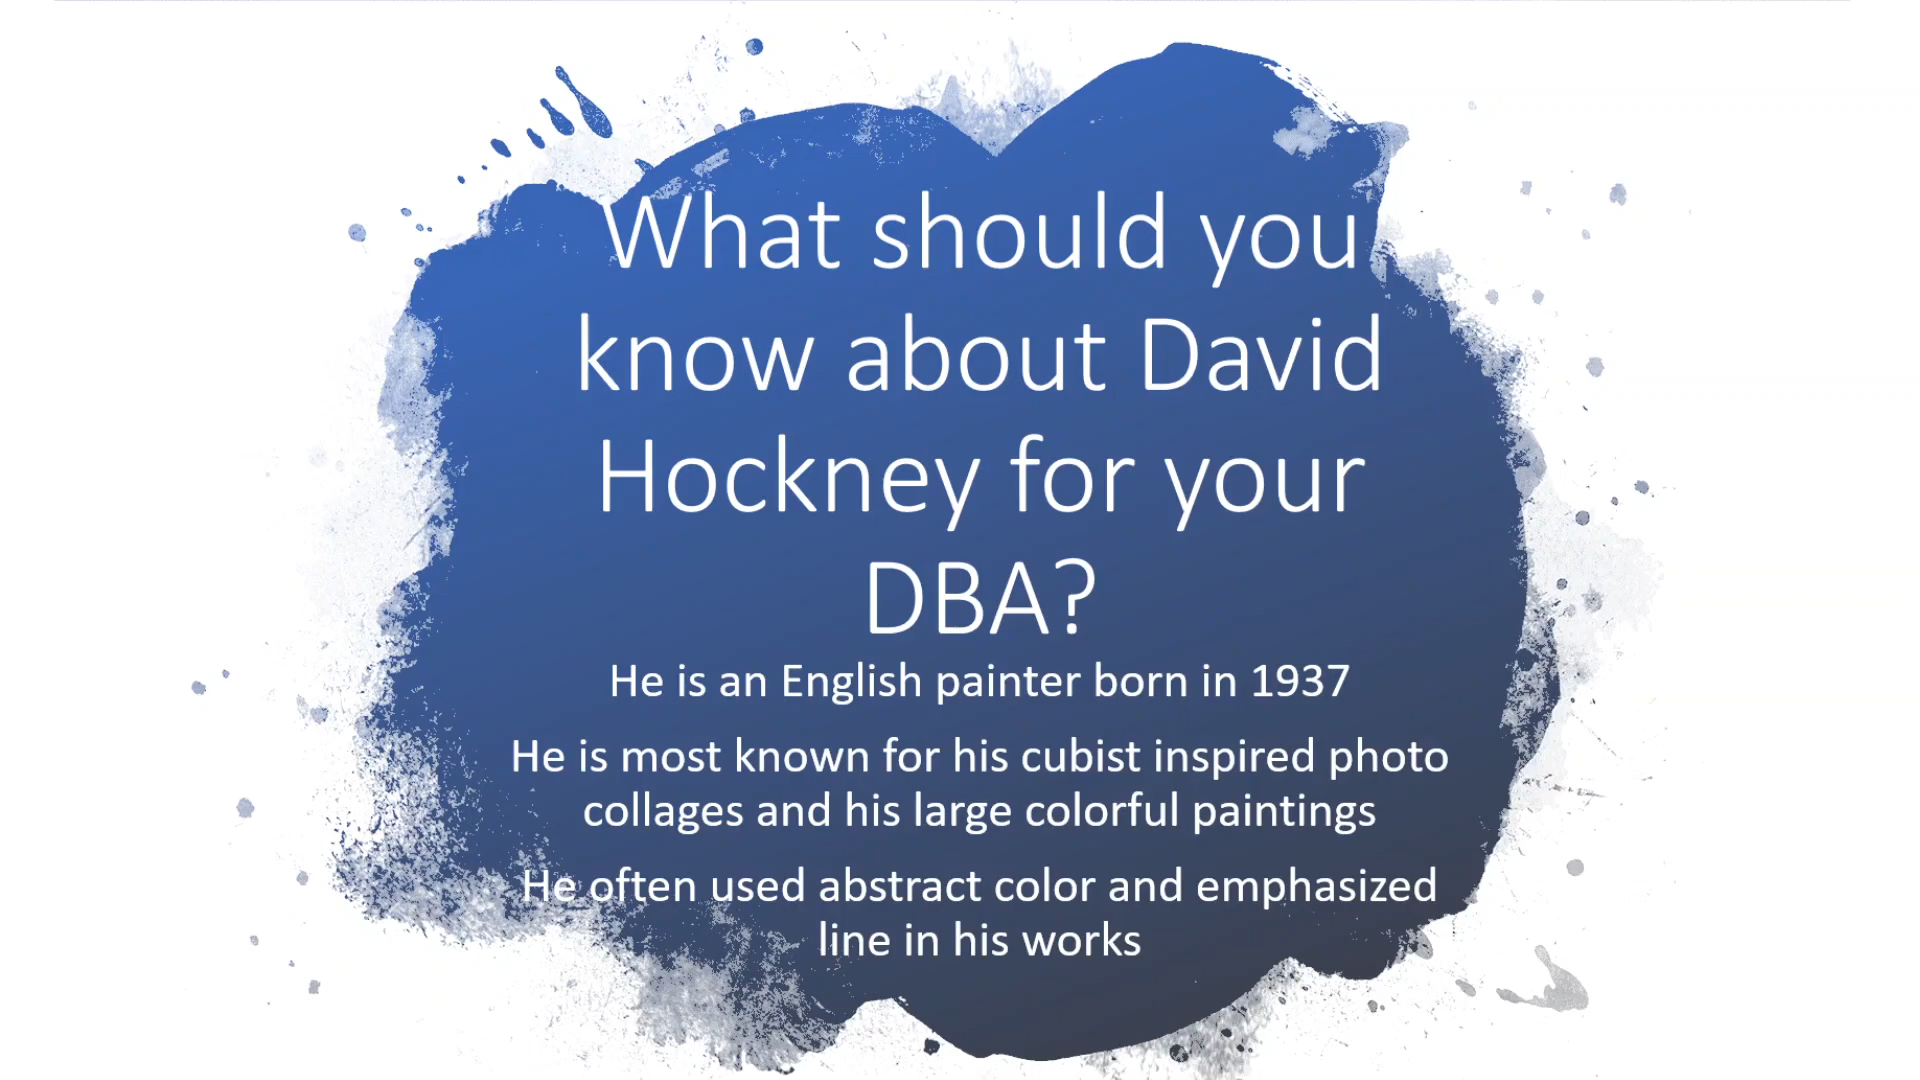 What should you
know about David
Hockney for your
DBA?
He is an English painter born in 1937
He is most known for his cubist inspired photo
collages and his large colorful paintings
He often used abstract color and emphasized
line in his works